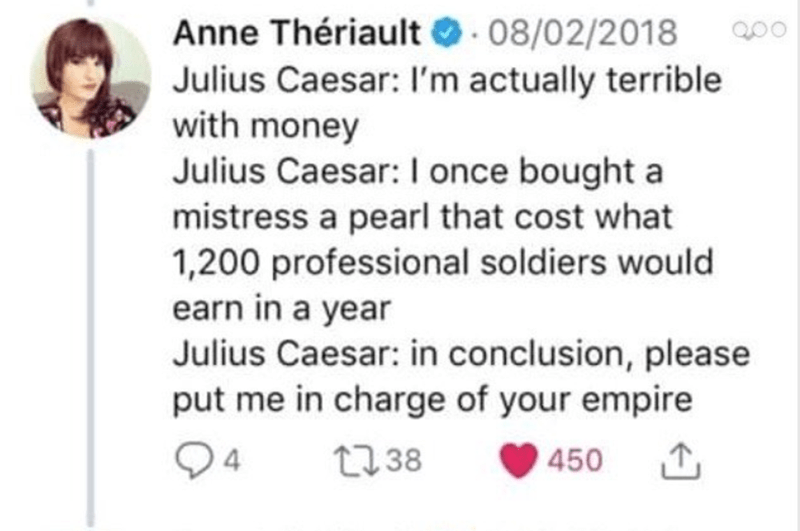 Anne Thériault · 08/02/2018
Julius Caesar: I'm actually terrible
with money
Julius Caesar: I once bought a
mistress a pearl that cost what
1,200 professional soldiers would
earn in a year
Julius Caesar: in conclusion, please
put me in charge of your empire
4 38 450